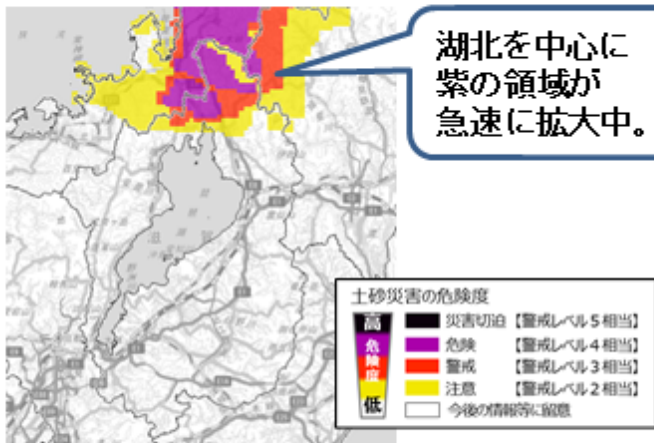 湖北を中心に
紫の領域が
急速に拡大中。
土砂災害の危険度
高
危険度
低
災害切迫 【警戒レベル5相当】
危険 【警戒レベル4相当】
警戒 【警戒レベル3相当】
注意 【警戒レベル2相当】
今後の情報等に留意